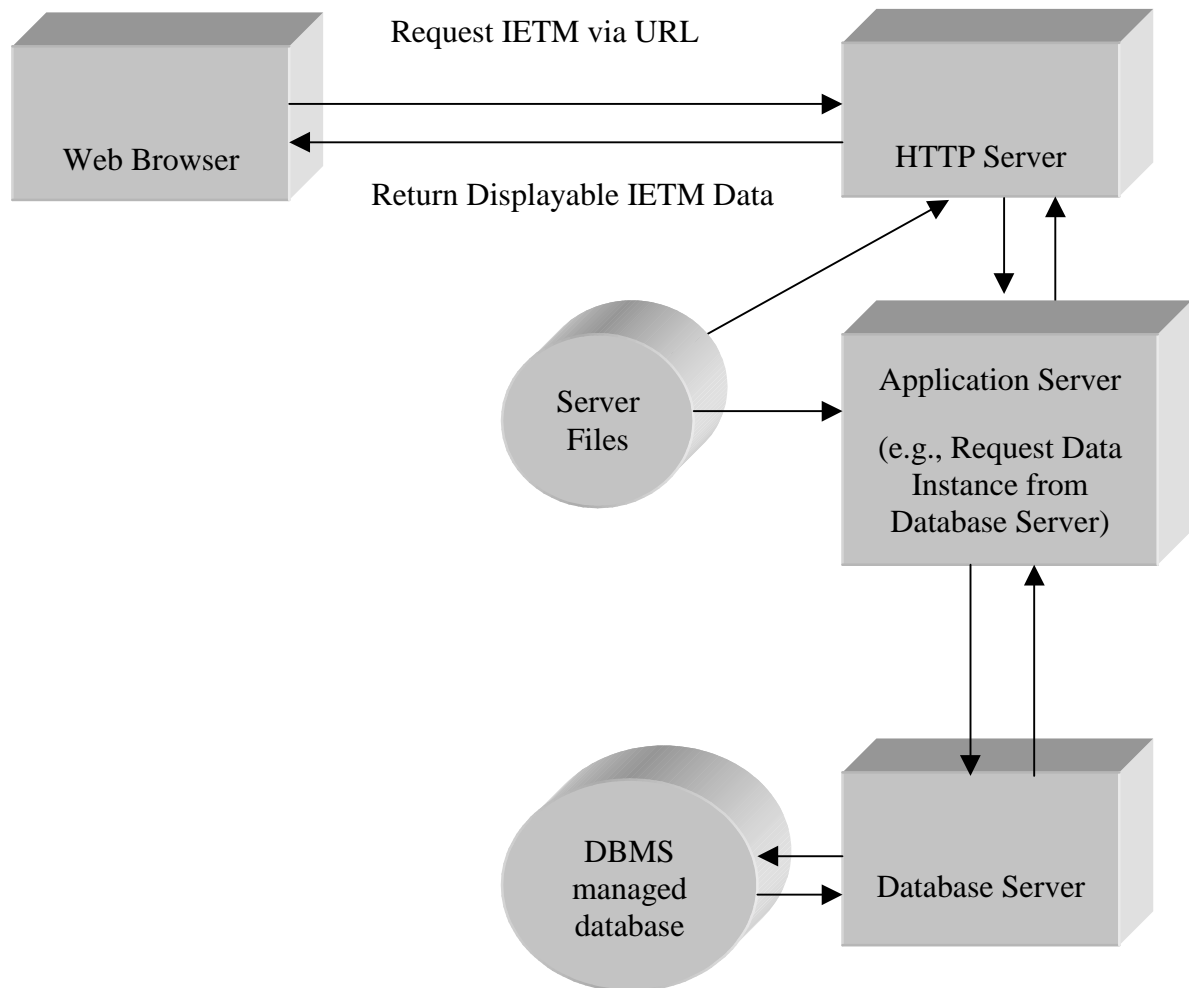 Request IETM via URL
Web Browser
HTTP Server
Return Displayable IETM Data
Server
Files
Application Server
(e.g., Request Data
Instance from
Database Server)
DBMS
managed
database
Database Server